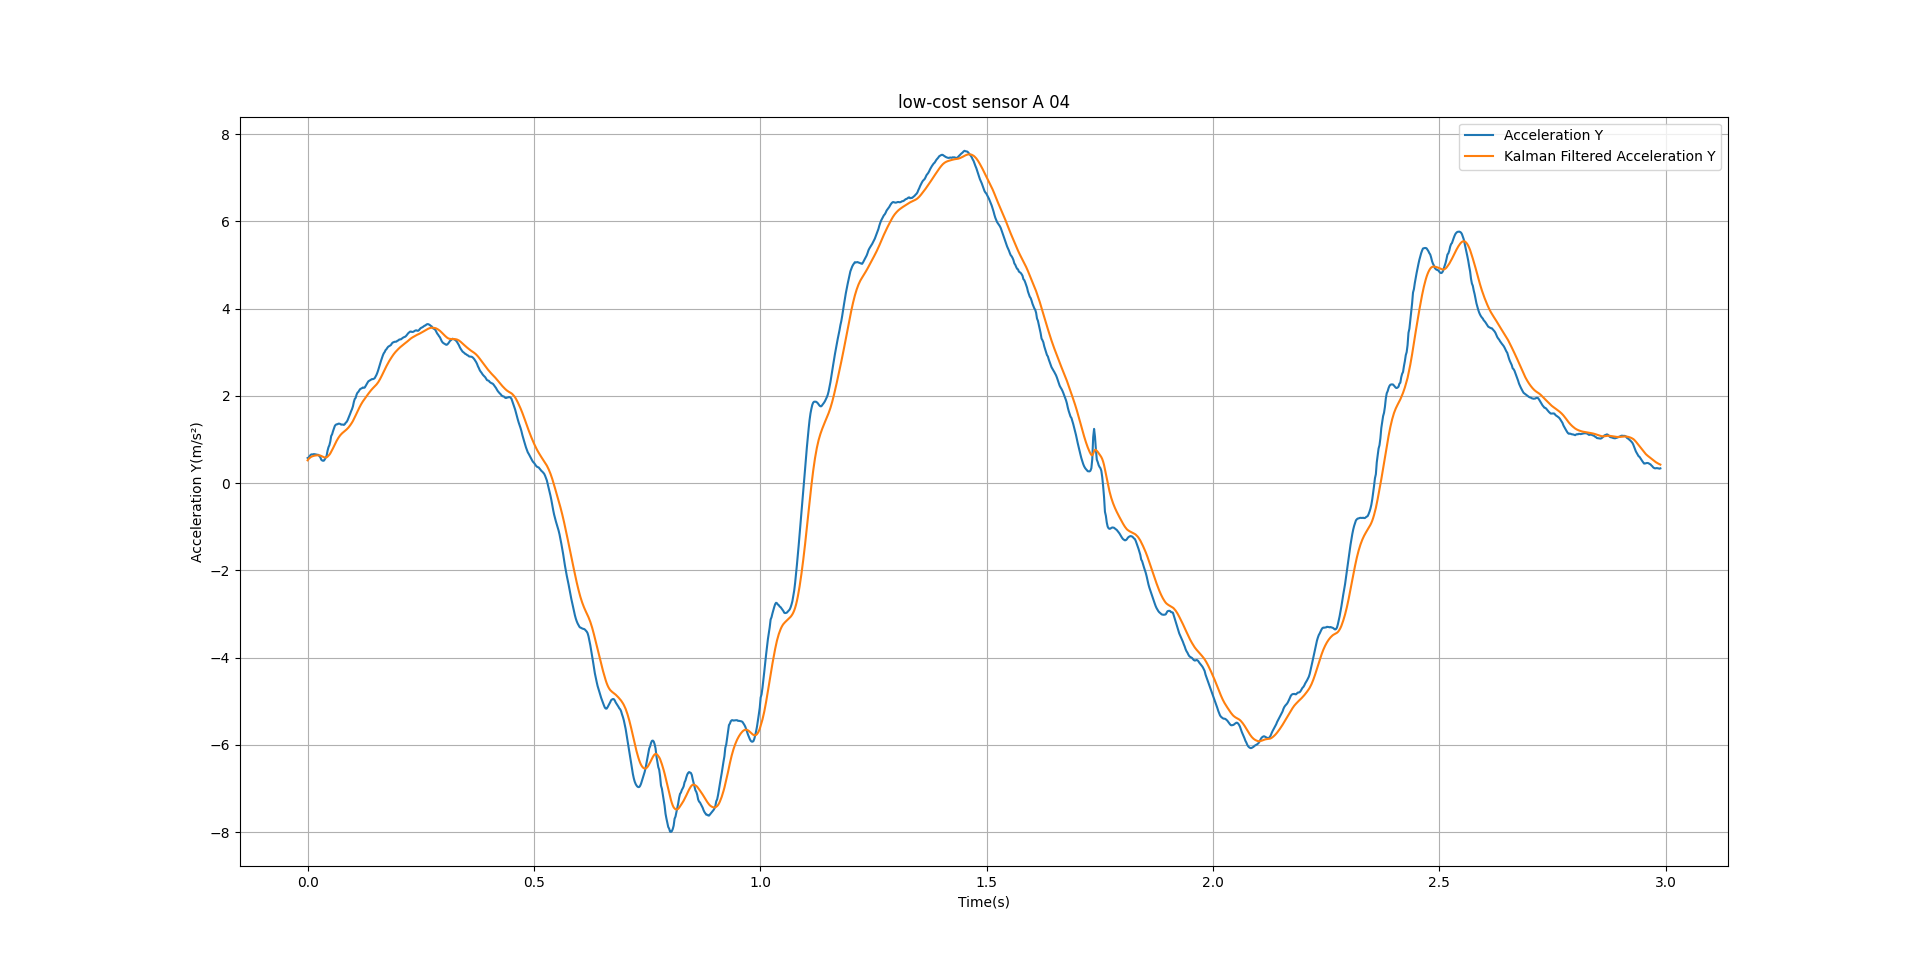 low-cost sensor A 04
Acceleration Y
Kalman Filtered Acceleration Y
Acceleration Y(m/s²)
8
6
4
2
0
−2
−4
−6
−8
0.0 0.5 1.0 1.5 2.0 2.5 3.0
Time(s)